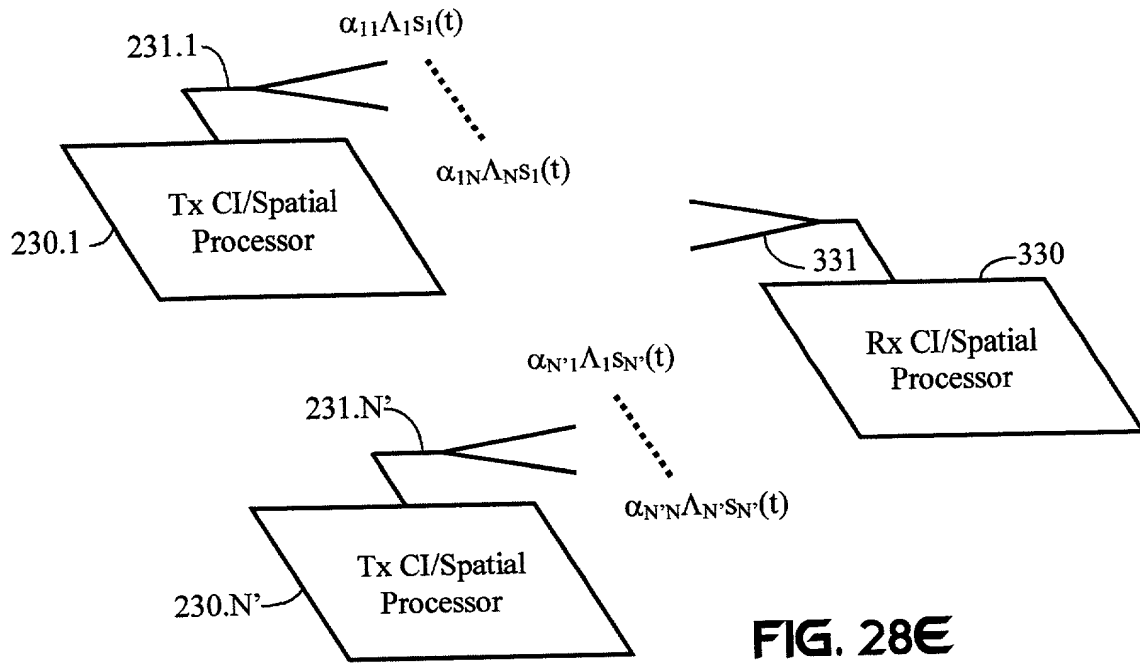 α₁₁Λ₁s₁(t)
231.1
α₁NΛNs₁(t)
Tx CI/Spatial
Processor
230.1
331
330
Rx CI/Spatial
Processor
αN'₁Λ₁sN'(t)
231.N'
αN'NΛN'sN'(t)
Tx CI/Spatial
Processor
230.N'
FIG. 28E